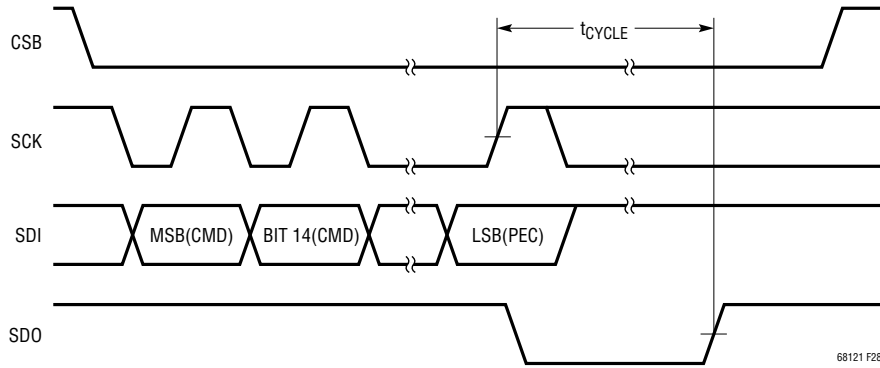 CSB
tCYCLE
SCK
SDI
MSB(CMD)
BIT 14(CMD)
LSB(PEC)
SDO
68121 F28